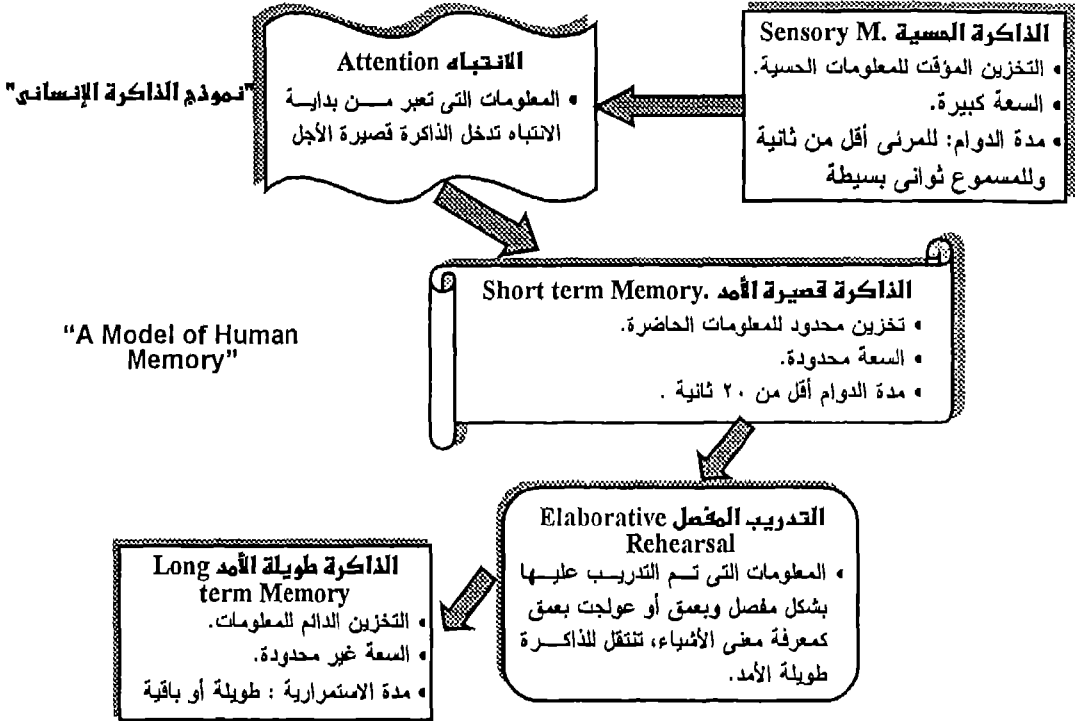 الذاكرة الحسية Sensory M.
• التخزين المؤقت للمعلومات الحسية.
• السعة كبيرة.
• مدة الدوام: للمرئى أقل من ثانية
وللمسموع ثوانى بسيطة
الانتباه Attention
• المعلومات التى تعبر من بداية
الانتباه تدخل الذاكرة قصيرة الأجل
"نموذج الذاكرة الإنسانى"
الذاكرة قصيرة الأمد Short term Memory.
• تخزين محدود للمعلومات الحاضرة.
• السعة محدودة.
• مدة الدوام أقل من ٢٠ ثانية .
"A Model of Human
Memory"
التدريب المفصل Elaborative
Rehearsal
• المعلومات التى تم التدريب عليها
بشكل مفصل وبعمق أو عولجت بعمق
كمعرفة معنى الأشياء، تنتقل للذاكرة
طويلة الأمد.
الذاكرة طويلة الأمد Long
term Memory
• التخزين الدائم للمعلومات.
• السعة غير محدودة.
• مدة الاستمرارية : طويلة أو باقية